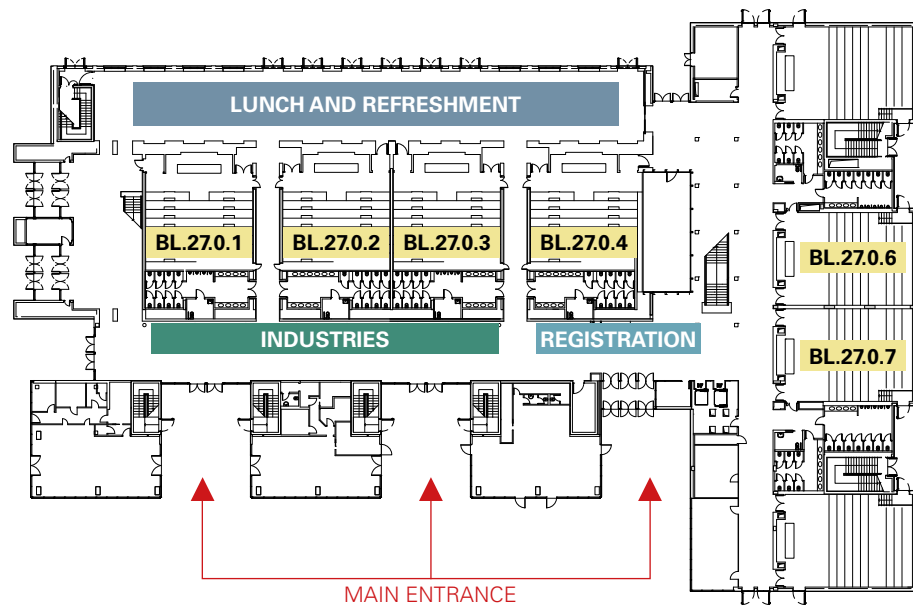 LUNCH AND REFRESHMENT
BL.27.0.1
BL.27.0.2
BL.27.0.3
BL.27.0.4
BL.27.0.6
BL.27.0.7
INDUSTRIES
REGISTRATION
MAIN ENTRANCE